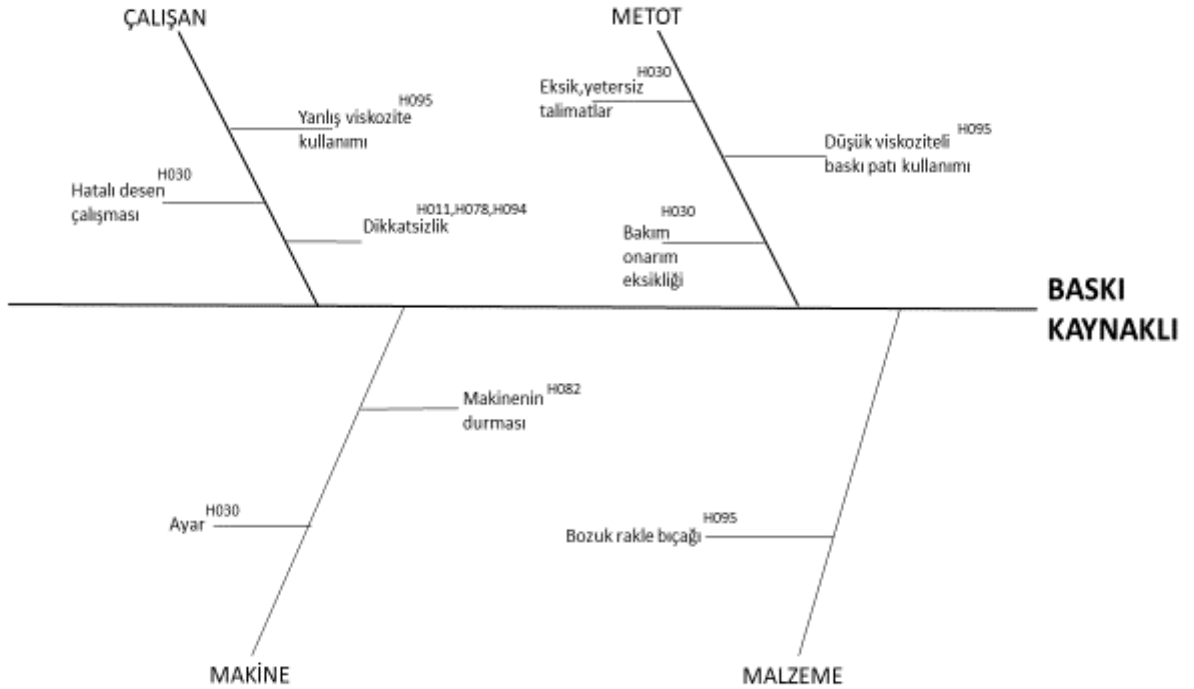 ÇALIŞAN
METOT
H095
Yanlış viskozite
kullanımı
H030
Hatalı desen
çalışması
H011,H078,H094
Dikkatsizlik
H030
Eksik,yetersiz
talimatlar
H095
Düşük viskoziteli
baskı patı kullanımı
H030
Bakım
onarım
eksikliği
BASKI
KAYNAKLI
H082
Makinenin
durması
H030
Ayar
H095
Bozuk rakle bıçağı
MAKİNE
MALZEME